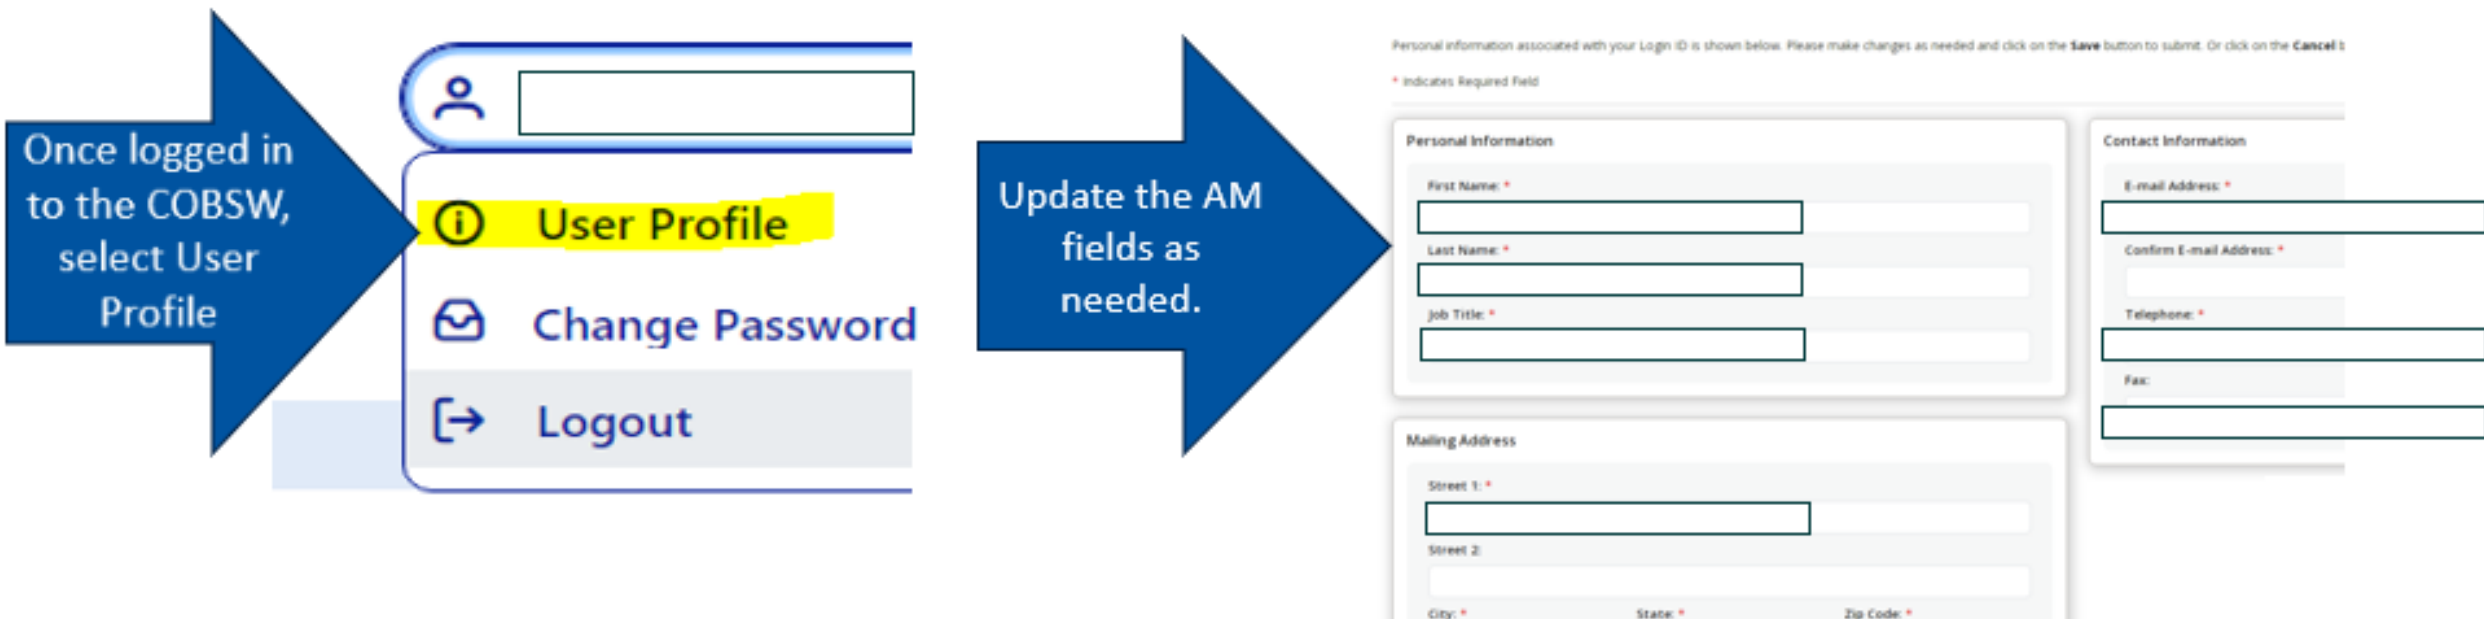 Once logged in
to the COBSW,
select User
Profile
User Profile
Change Password
Logout
Update the AM
fields as
needed.
Personal information associated with your Login ID is shown below. Please make changes as needed and click on the Save button to submit. Or click on the Cancel b
* Indicates Required Field
Personal Information
First Name: *
Last Name: *
Job Title: *
Contact Information
E-mail Address: *
Confirm E-mail Address: *
Telephone: *
Fax:
Mailing Address
Street 1: *
Street 2:
City: * State: * Zip Code: *